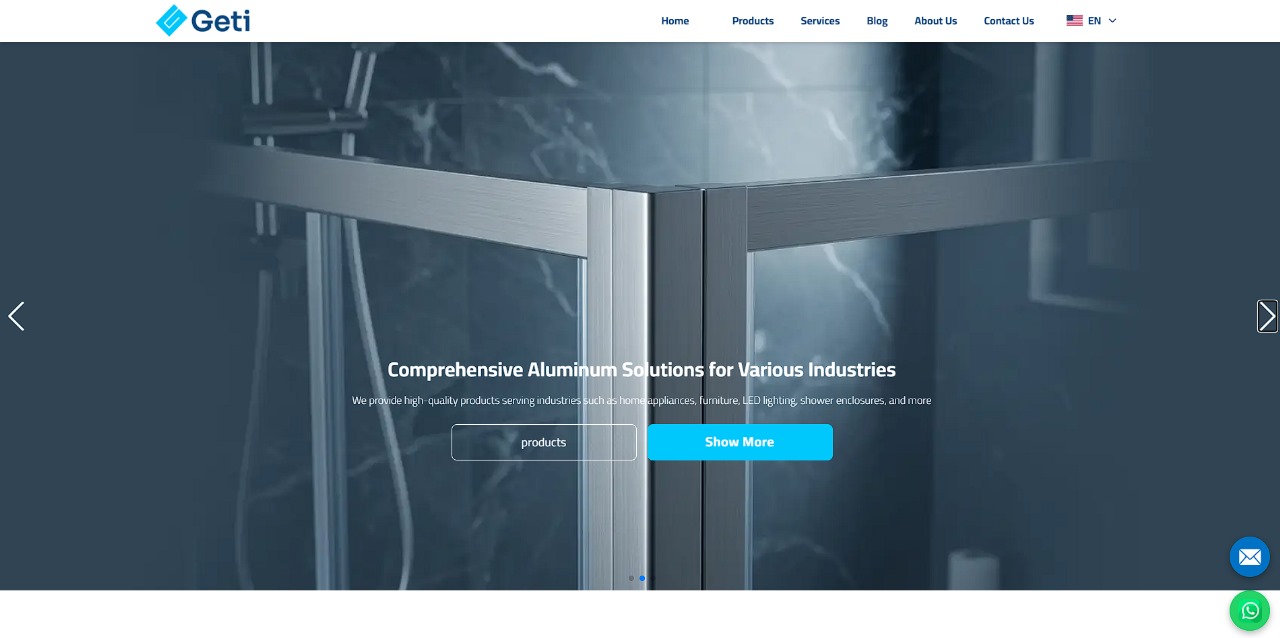 Geti
Home Products Services Blog About Us Contact Us EN
Comprehensive Aluminum Solutions for Various Industries
We provide high-quality products serving industries such as home appliances, furniture, LED lighting, shower enclosures, and more
products Show More